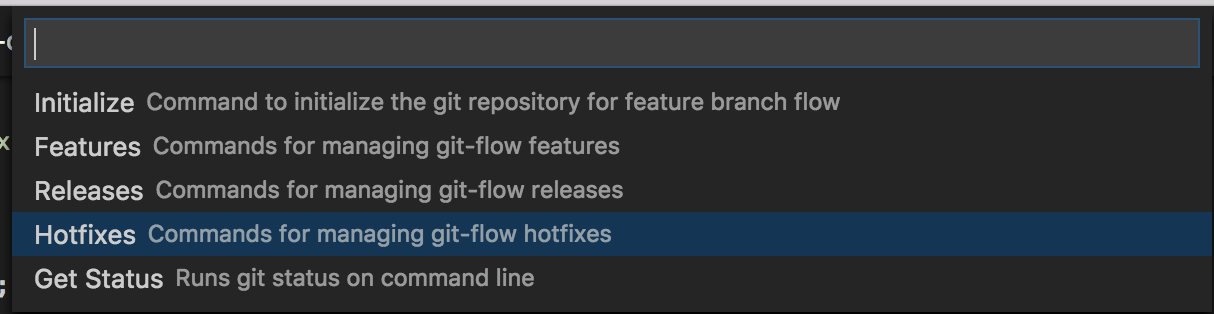 Initialize Command to initialize the git repository for feature branch flow
Features Commands for managing git-flow features
Releases Commands for managing git-flow releases
Hotfixes Commands for managing git-flow hotfixes
Get Status Runs git status on command line